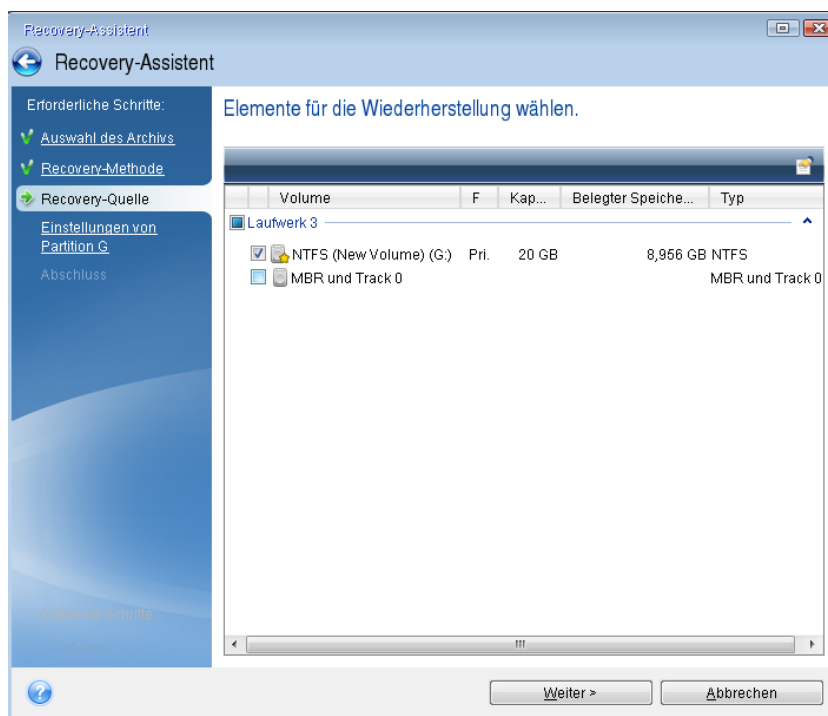 Recovery-Assistent
Recovery-Assistent
Erforderliche Schritte:
Auswahl des Archivs
Recovery-Methode
Recovery-Quelle
Einstellungen von
Partition G
Abschluss
Elemente für die Wiederherstellung wählen.
Volume F Kap... Belegter Speiche... Typ
Laufwerk 3
NTFS (New Volume) (G:) Pri. 20 GB 8,956 GB NTFS
MBR und Track 0 MBR und Track 0
Weiter >
Abbrechen